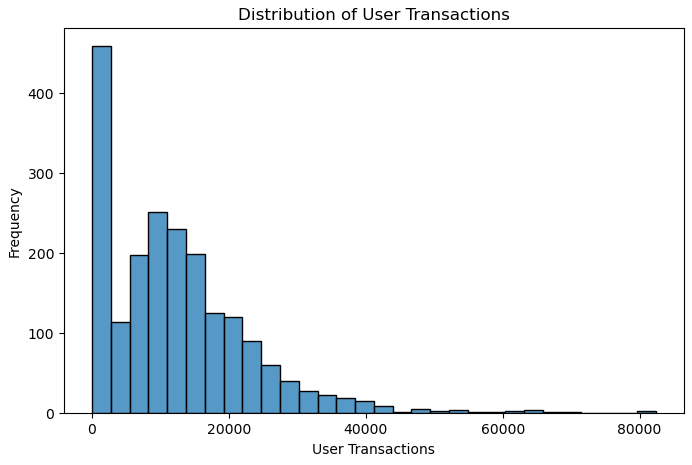 Distribution of User Transactions
400
300
200
100
0
Frequency
0 20000 40000 60000 80000
User Transactions